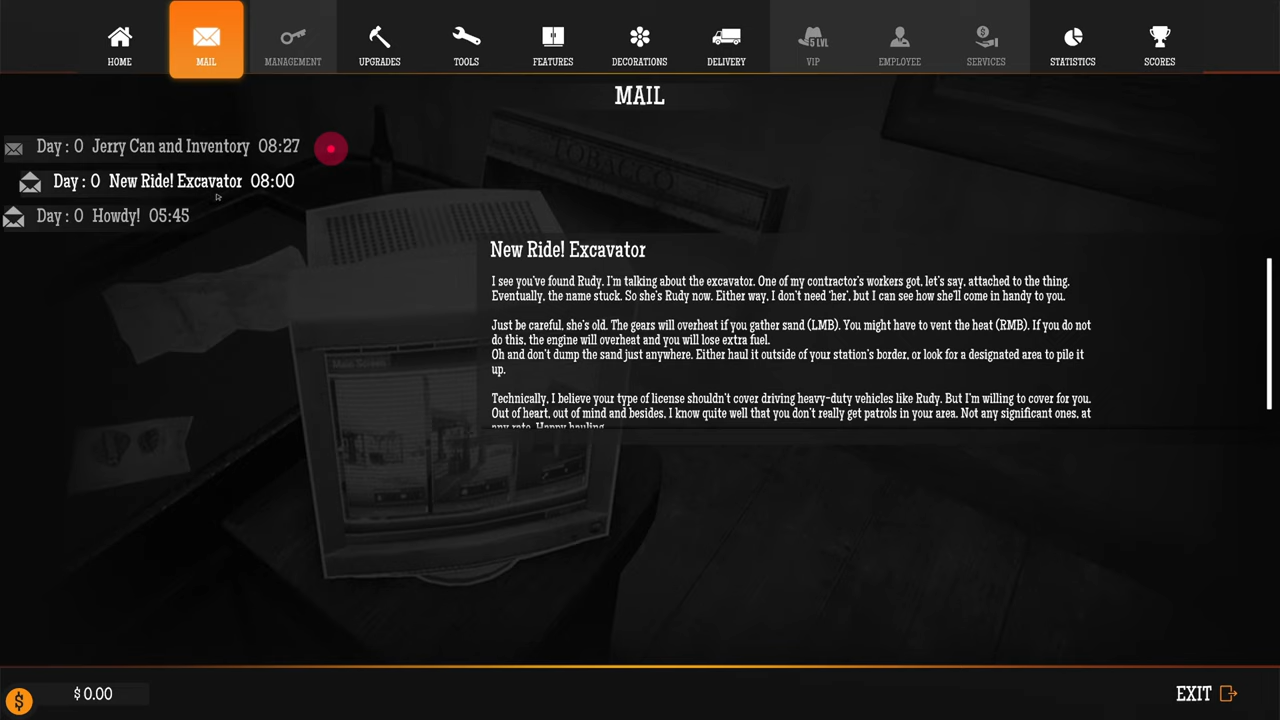 HOME
MAIL
MANAGEMENT
UPGRADES
TOOLS
FEATURES
DECORATIONS
DELIVERY
5 LVL
VIP
EMPLOYEE
SERVICES
STATISTICS
SCORES
MAIL
Day : 0 Jerry Can and Inventory 08:27
Day : 0 New Ride! Excavator 08:00
Day : 0 Howdy! 05:45
TOBACCO
New Ride! Excavator
I see you've found Rudy. I'm talking about the excavator. One of my contractor's workers got, let's say, attached to the thing.
Eventually, the name stuck. So she's Rudy now. Either way, I don't need 'her', but I can see how she'll come in handy to you.
Just be careful, she's old. The gears will overheat if you gather sand (LMB). You might have to vent the heat (RMB). If you do not
do this, the engine will overheat and you will lose extra fuel.
Oh and don't dump the sand just anywhere. Either haul it outside of your station's border, or look for a designated area to pile it
up.
Technically, I believe your type of license shouldn't cover driving heavy-duty vehicles like Rudy. But I'm willing to cover for you.
Out of heart, out of mind and besides, I know quite well that you don't really get patrols in your area. Not any significant ones, at
any rate. Happy hauling
Main Screen
$ $ 0.00
EXIT